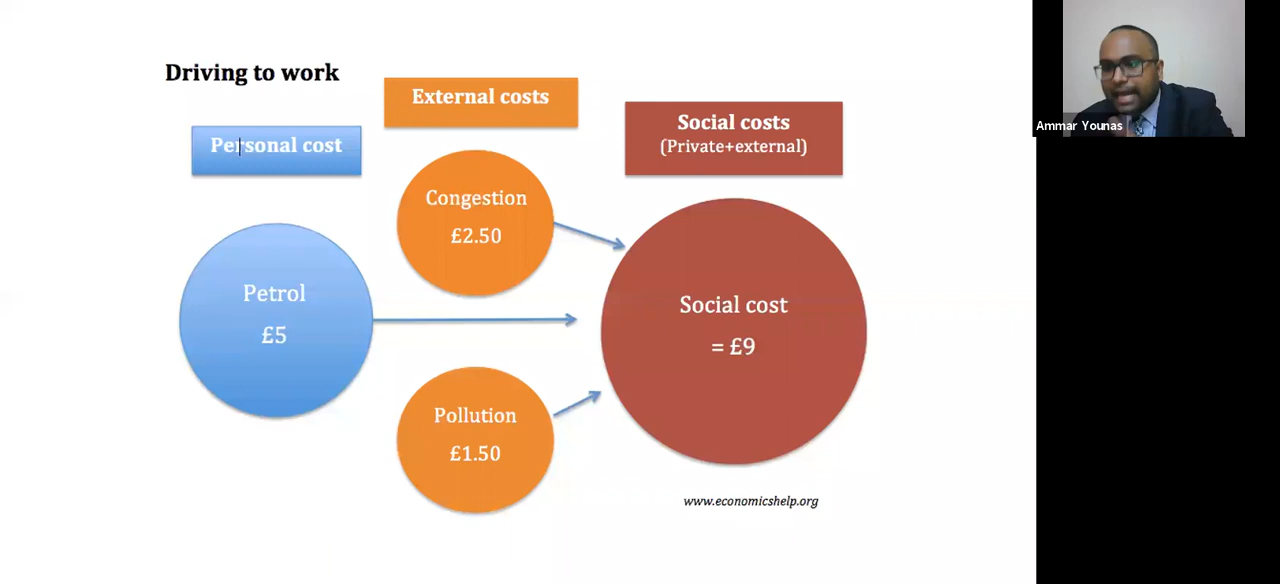 Driving to work
Personal cost
External costs
Social costs
(Private+external)
Petrol
£5
Congestion
£2.50
Pollution
£1.50
Social cost
= £9
www.economicshelp.org
Ammar Younas